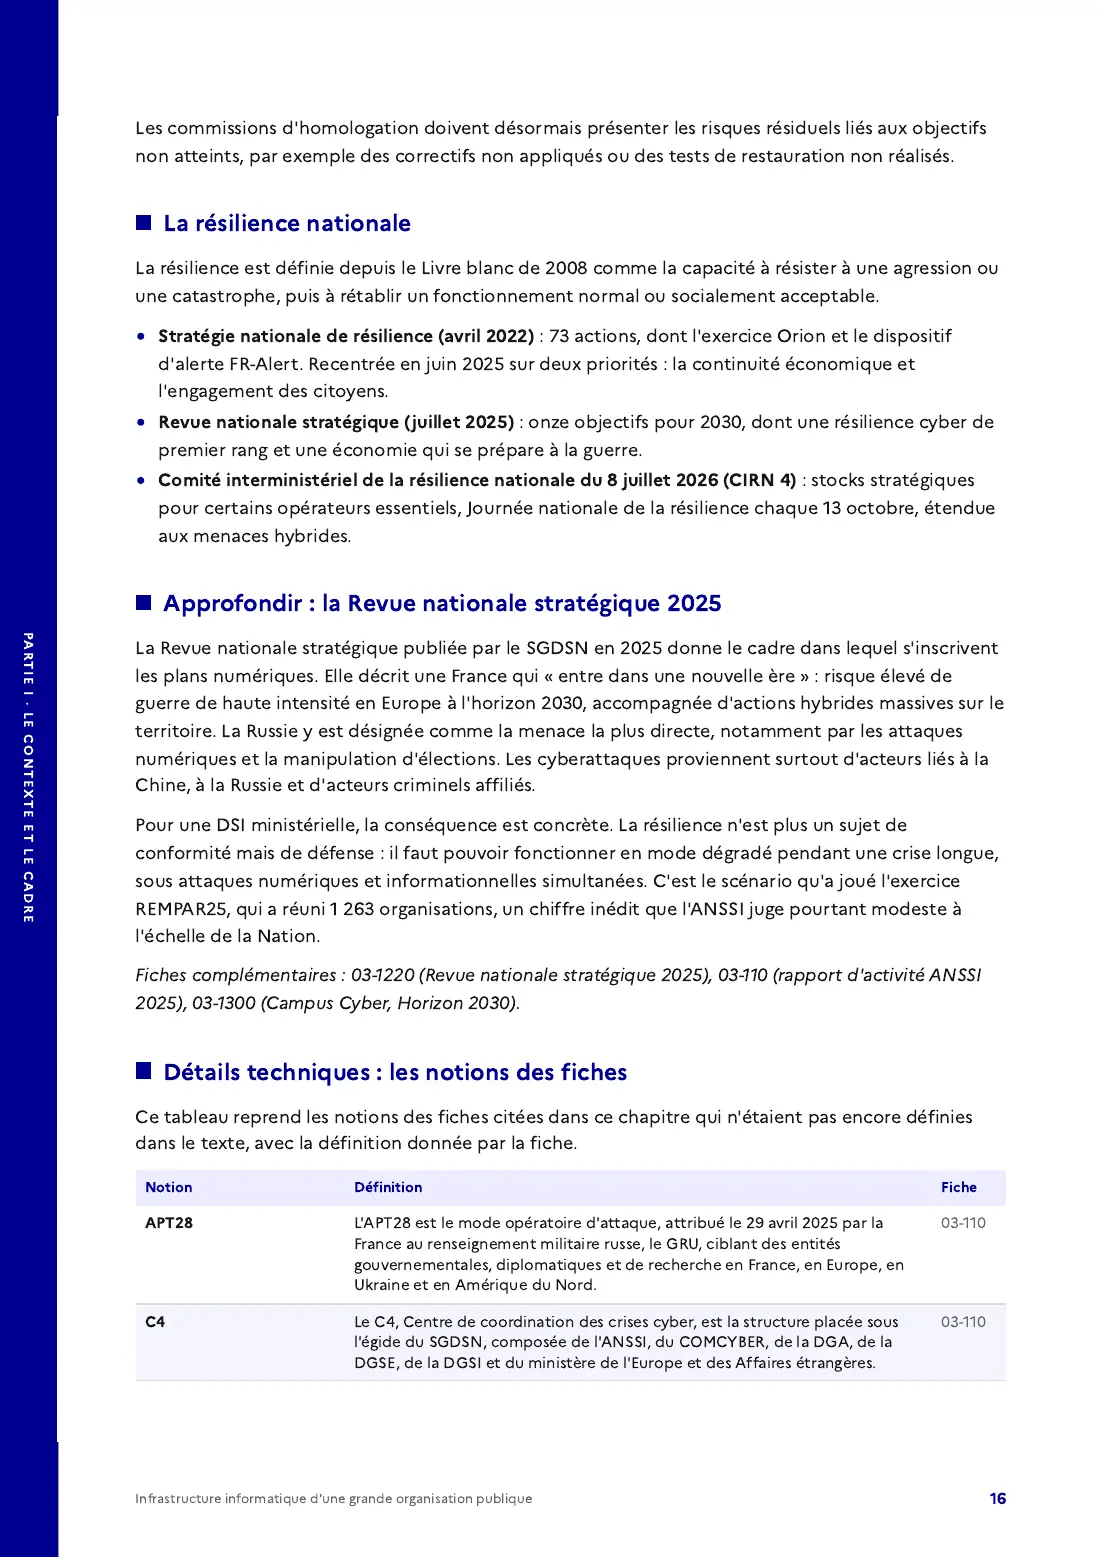 Les commissions d'homologation doivent désormais présenter les risques résiduels liés aux objectifs
non atteints, par exemple des correctifs non appliqués ou des tests de restauration non réalisés.
■ La résilience nationale
La résilience est définie depuis le Livre blanc de 2008 comme la capacité à résister à une agression ou
une catastrophe, puis à rétablir un fonctionnement normal ou socialement acceptable.
• Stratégie nationale de résilience (avril 2022) : 73 actions, dont l'exercice Orion et le dispositif
d'alerte FR-Alert. Recentrée en juin 2025 sur deux priorités : la continuité économique et
l'engagement des citoyens.
• Revue nationale stratégique (juillet 2025) : onze objectifs pour 2030, dont une résilience cyber de
premier rang et une économie qui se prépare à la guerre.
• Comité interministériel de la résilience nationale du 8 juillet 2026 (CIRN 4) : stocks stratégiques
pour certains opérateurs essentiels, Journée nationale de la résilience chaque 13 octobre, étendue
aux menaces hybrides.
■ Approfondir : la Revue nationale stratégique 2025
La Revue nationale stratégique publiée par le SGDSN en 2025 donne le cadre dans lequel s'inscrivent
les plans numériques. Elle décrit une France qui « entre dans une nouvelle ère » : risque élevé de
guerre de haute intensité en Europe à l'horizon 2030, accompagnée d'actions hybrides massives sur le
territoire. La Russie y est désignée comme la menace la plus directe, notamment par les attaques
numériques et la manipulation d'élections. Les cyberattaques proviennent surtout d'acteurs liés à la
Chine, à la Russie et d'acteurs criminels affiliés.
Pour une DSI ministérielle, la conséquence est concrète. La résilience n'est plus un sujet de
conformité mais de défense : il faut pouvoir fonctionner en mode dégradé pendant une crise longue,
sous attaques numériques et informationnelles simultanées. C'est le scénario qu'a joué l'exercice
REMPAR25, qui a réuni 1 263 organisations, un chiffre inédit que l'ANSSI juge pourtant modeste à
l'échelle de la Nation.
Fiches complémentaires : 03-1220 (Revue nationale stratégique 2025), 03-110 (rapport d'activité ANSSI
2025), 03-1300 (Campus Cyber, Horizon 2030).
■ Détails techniques : les notions des fiches
Ce tableau reprend les notions des fiches citées dans ce chapitre qui n'étaient pas encore définies
dans le texte, avec la définition donnée par la fiche.
Notion Définition Fiche
APT28 L'APT28 est le mode opératoire d'attaque, attribué le 29 avril 2025 par la 03-110
France au renseignement militaire russe, le GRU, ciblant des entités
gouvernementales, diplomatiques et de recherche en France, en Europe, en
Ukraine et en Amérique du Nord.
C4 Le C4, Centre de coordination des crises cyber, est la structure placée sous 03-110
l'égide du SGDSN, composée de l'ANSSI, du COMCYBER, de la DGA, de la
DGSE, de la DGSI et du ministère de l'Europe et des Affaires étrangères.
PARTIE I · LE CONTEXTE ET LE CADRE
Infrastructure informatique d'une grande organisation publique 16